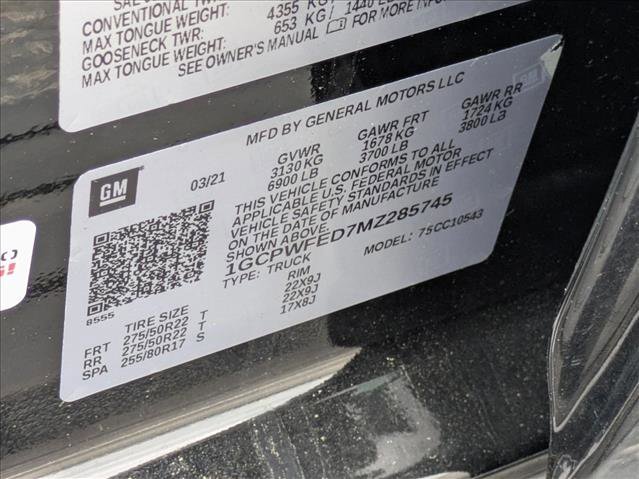 CONVENTIONAL TWR: 4355 KG
MAX TONGUE WEIGHT: 653 KG / 1440
GOOSENECK TWR:
MAX TONGUE WEIGHT:
SEE OWNER'S MANUAL FOR MORE INFORMATION
MFD BY GENERAL MOTORS LLC
GM
03/21
GVWR GAWR FRT GAWR RR
3130 KG 1678 KG 1724 KG
6900 LB 3700 LB 3800 LB
THIS VEHICLE CONFORMS TO ALL
APPLICABLE U.S. FEDERAL MOTOR
VEHICLE SAFETY STANDARDS IN EFFECT
ON THE DATE OF MANUFACTURE
SHOWN ABOVE.
1GCPWFED7MZ285745
TYPE: TRUCK MODEL: 75CC10543
8555
TIRE SIZE RIM
FRT 275/50R22 T 22X9J
RR 275/50R22 T 22X9J
SPA 255/80R17 S 17X8J